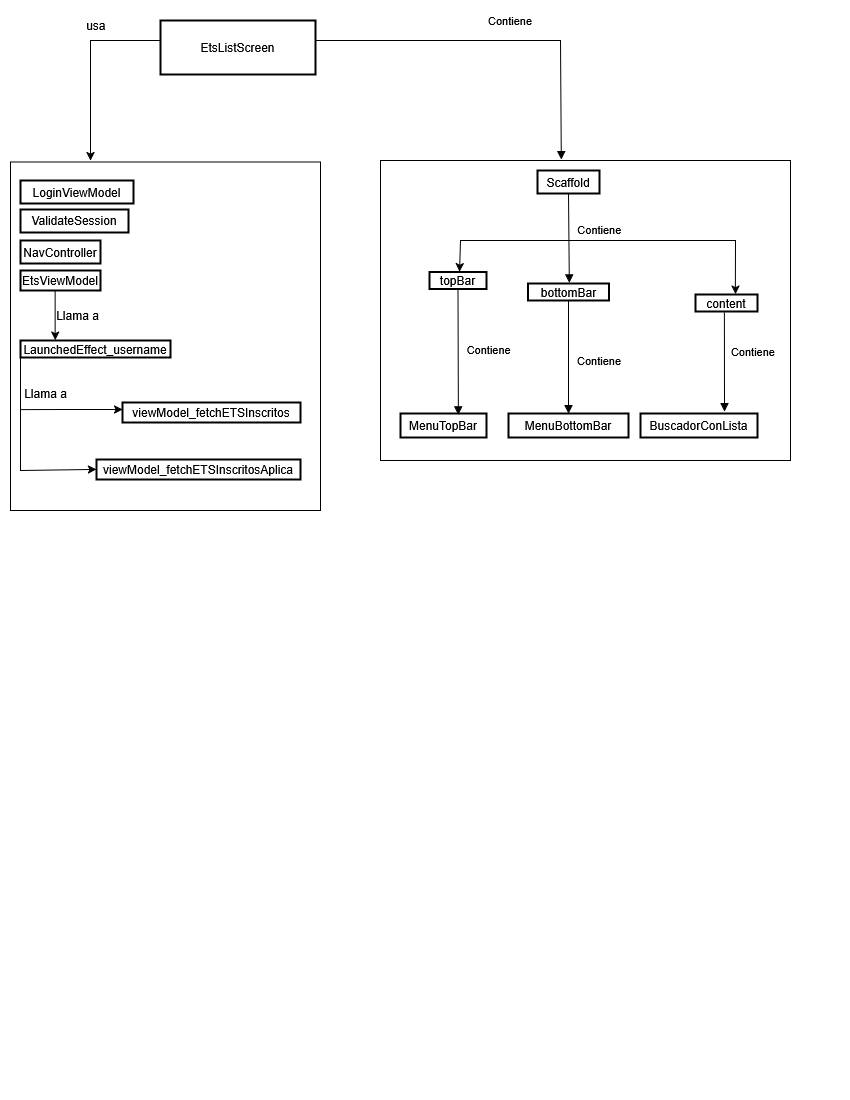 usa
Contiene
EtsListScreen
LoginViewModel
ValidateSession
NavController
EtsViewModel
Llama a
LaunchedEffect_username
Llama a
viewModel_fetchETSInscritos
viewModel_fetchETSInscritosAplica
Scaffold
Contiene
topBar
bottomBar
content
Contiene
Contiene
Contiene
MenuTopBar
MenuBottomBar
BuscadorConLista